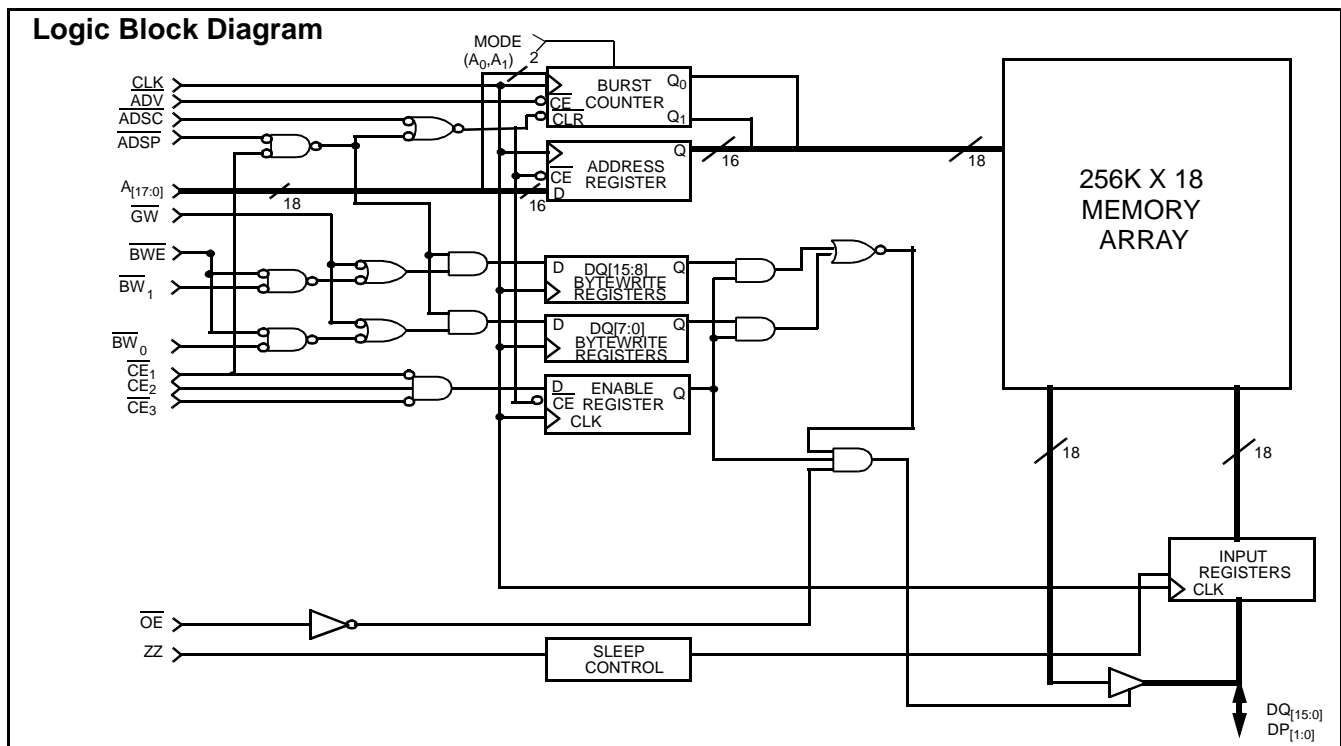 Logic Block Diagram
MODE
(A0,A1)
2
CLK
ADV
ADSC
ADSP
A[17:0]
18
GW
BWE
BW1
BW0
CE1
CE2
CE3
OE
ZZ
BURST
COUNTER
CE
CLR
Q0
Q1
ADDRESS
REGISTER
CE
D
Q
16
16
18
D
DQ[15:8]
BYTEWRITE
REGISTERS
Q
D
DQ[7:0]
BYTEWRITE
REGISTERS
Q
D
ENABLE
REGISTER
CE
CLK
Q
SLEEP
CONTROL
256K X 18
MEMORY
ARRAY
18
18
INPUT
REGISTERS
CLK
DQ[15:0]
DP[1:0]